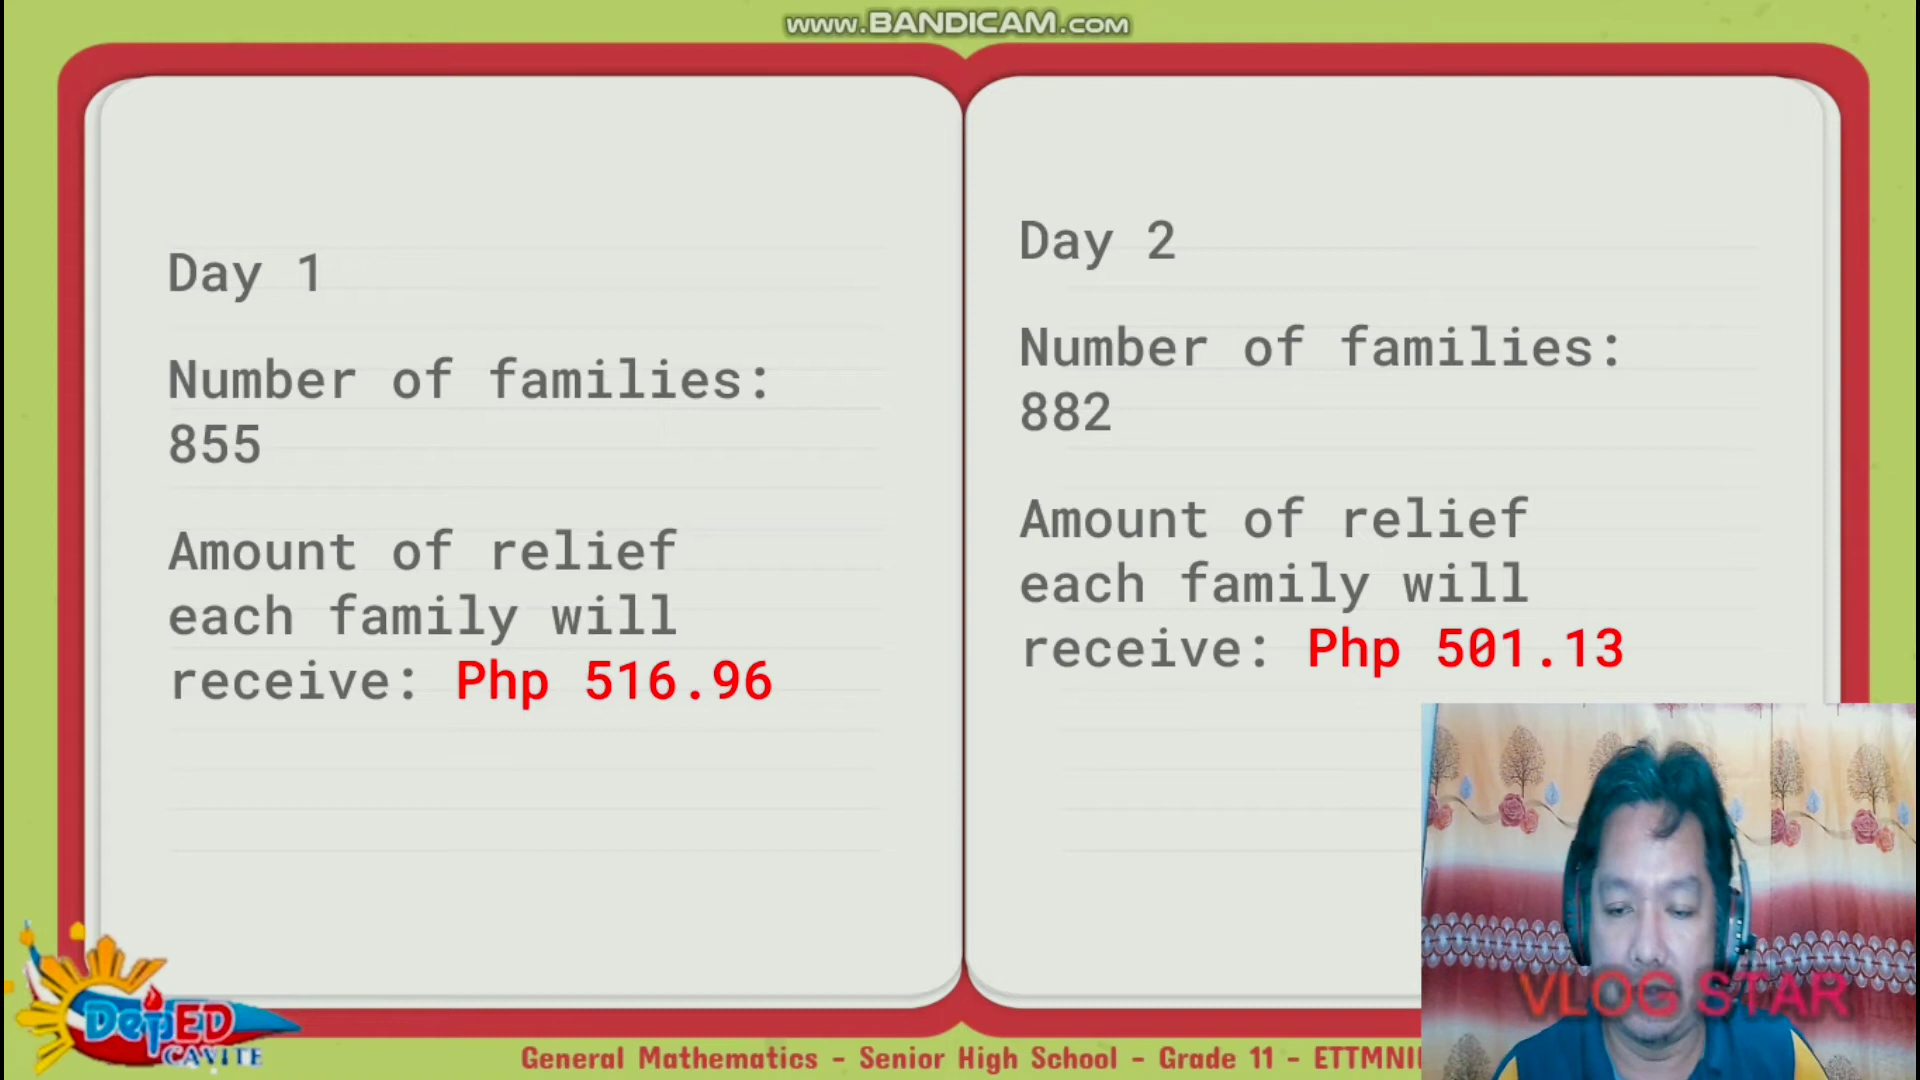 www.BANDICAM.com
Day 1
Number of families:
855
Amount of relief
each family will
receive: Php 516.96
Day 2
Number of families:
882
Amount of relief
each family will
receive: Php 501.13
VLOG STAR
DepED
CAVITE
General Mathematics - Senior High School - Grade 11 -